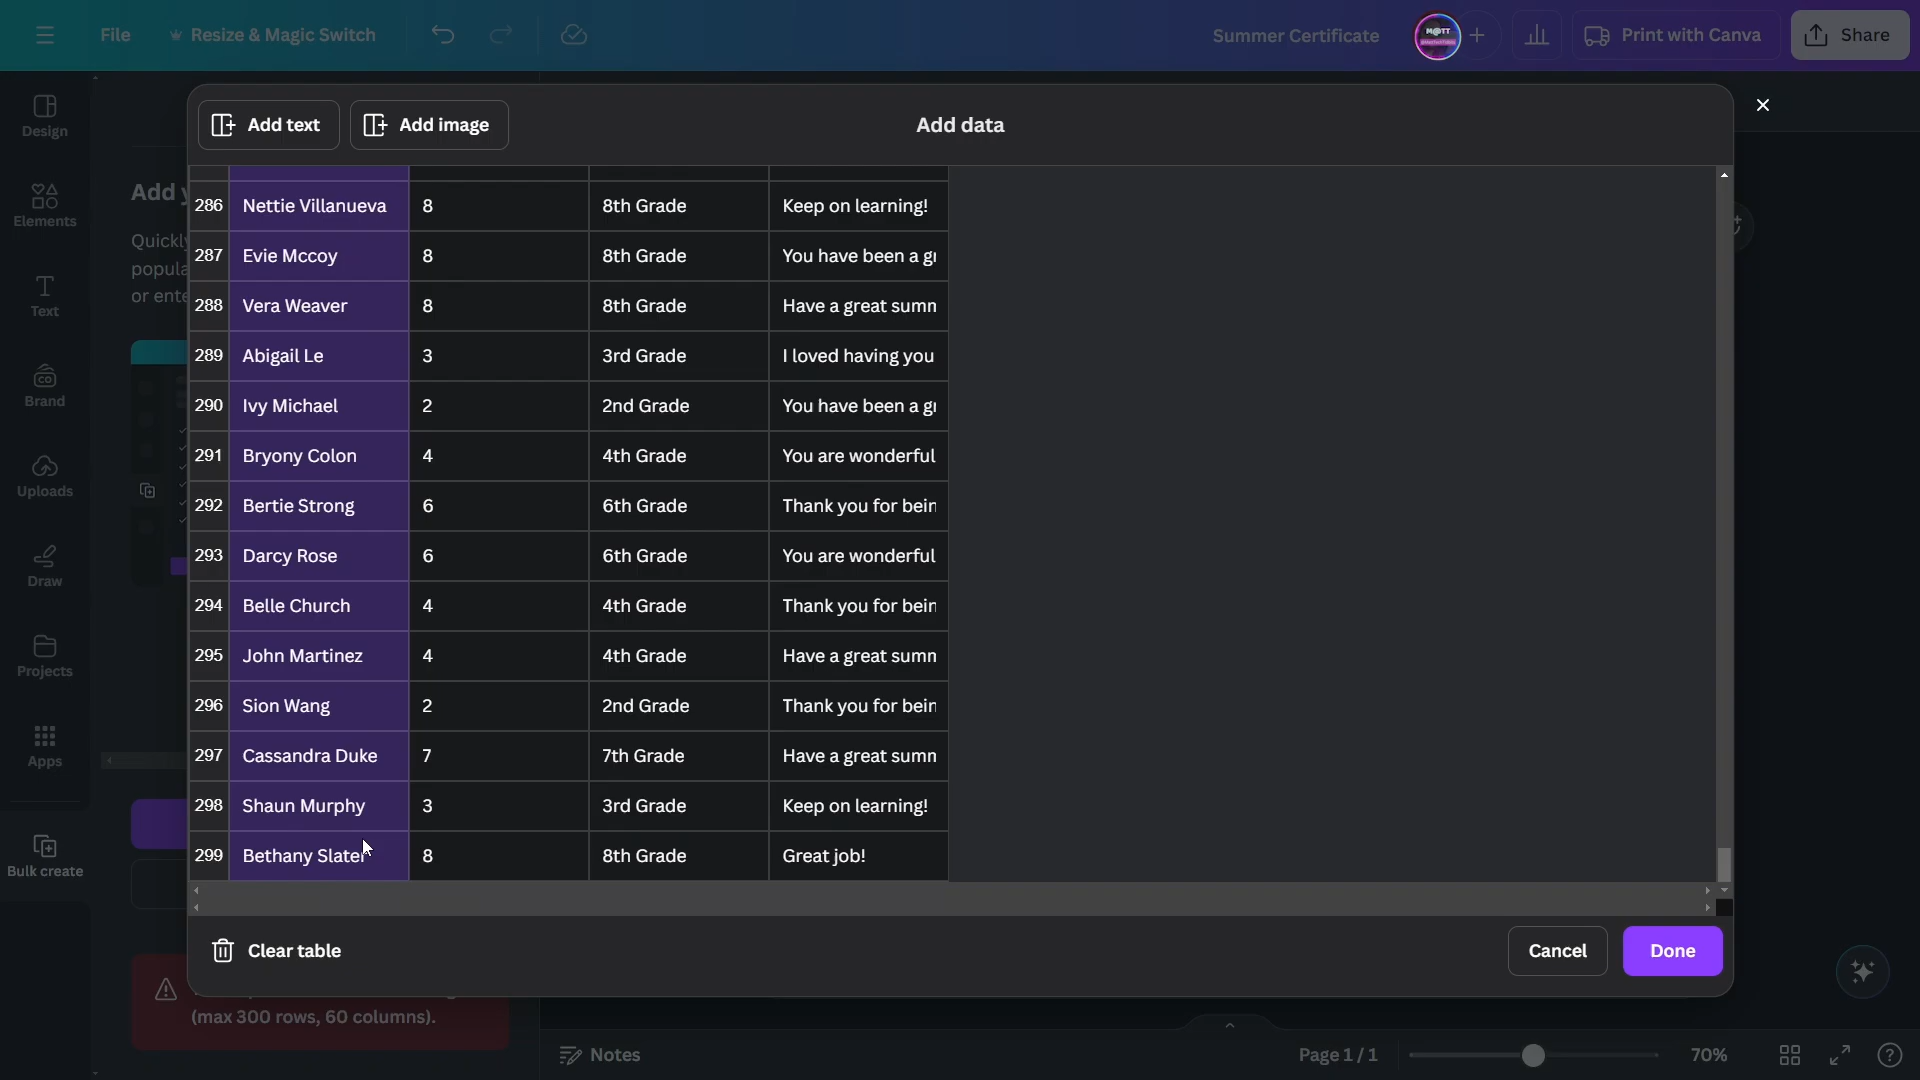 File
Resize & Magic Switch
Summer Certificate
M@TT
Print with Canva
Share
Design
Elements
Text
Brand
Uploads
Draw
Projects
Apps
Bulk create
Add
Quickly
or
Add text
Add image
Add data
286 Nettie Villanueva 8 8th Grade Keep on learning!
287 Evie Mccoy 8 8th Grade You have been a
288 Vera Weaver 8 8th Grade Have a great summ
289 Abigail Le 3 3rd Grade I loved having you
290 Ivy Michael 2 2nd Grade You have been a
291 Bryony Colon 4 4th Grade You are wonderful
292 Bertie Strong 6 6th Grade Thank you for bein
293 Darcy Rose 6 6th Grade You are wonderful
294 Belle Church 4 4th Grade Thank you for bein
295 John Martinez 4 4th Grade Have a great summ
296 Sion Wang 2 2nd Grade Thank you for bein
297 Cassandra Duke 7 7th Grade Have a great summ
298 Shaun Murphy 3 3rd Grade Keep on learning!
299 Bethany Slater 8 8th Grade Great job!
Clear table
Cancel
Done
(max 300 rows, 60 columns).
Notes
Page 1 / 1
70%